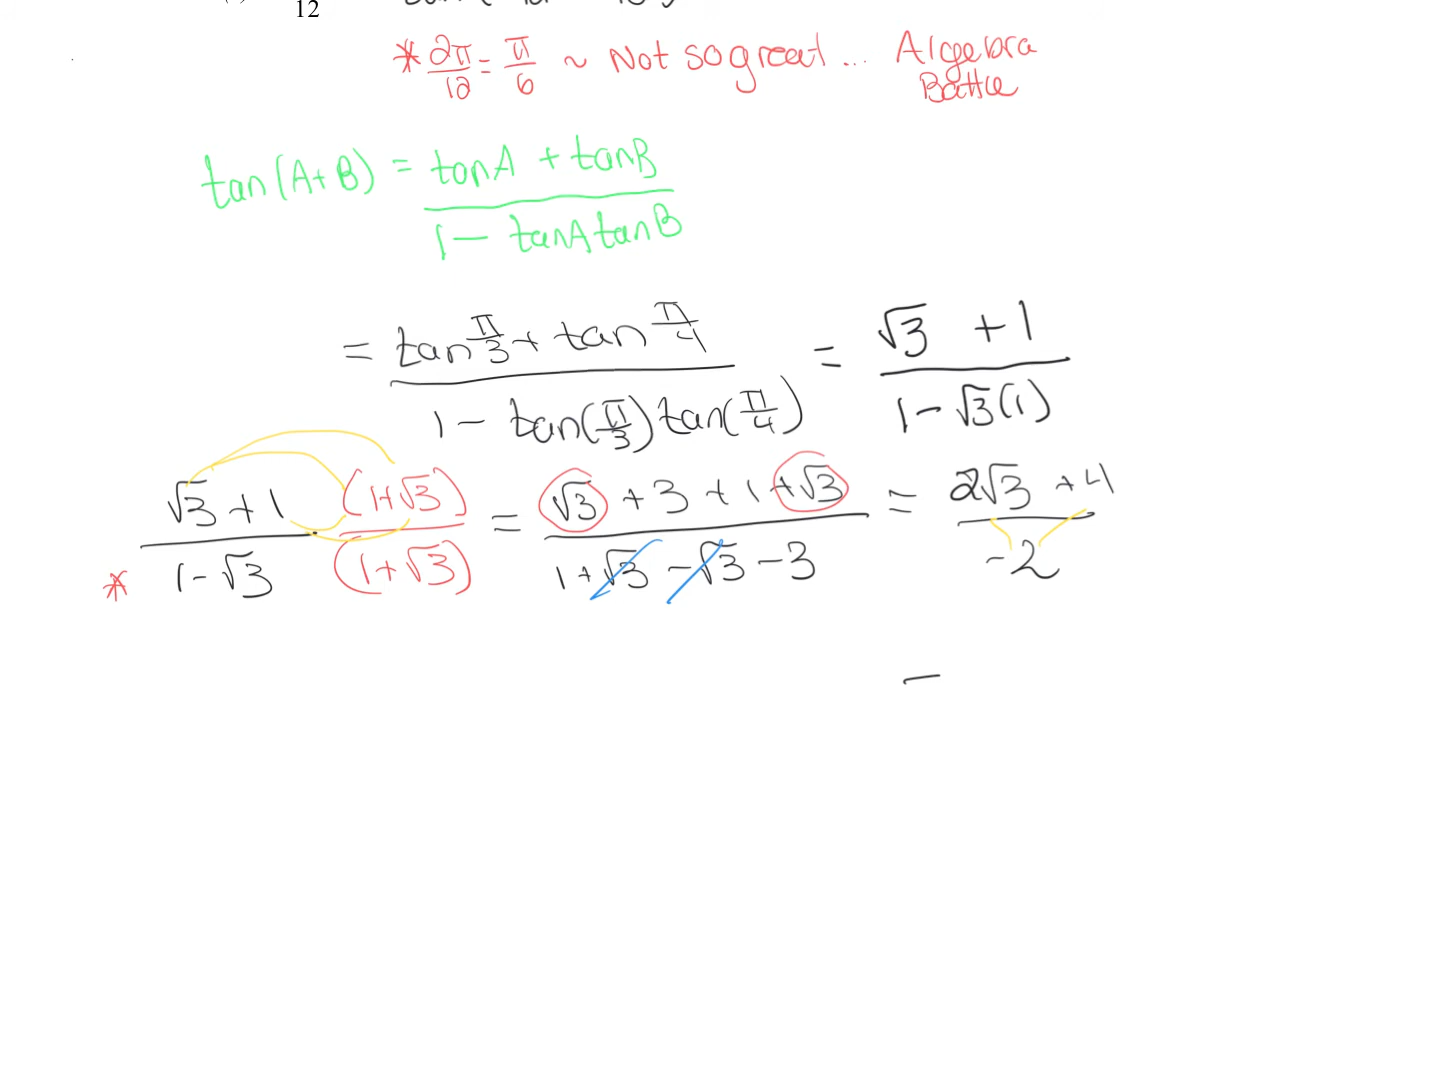 12
* 2π/12 = π/6 ~ Not so great... Algebra Battle
tan(A+B) = (tanA + tanB)/(1 - tanAtanB)
= (tan π/3 + tan π/4)/(1 - tan(π/3)tan(π/4)) = (√3 + 1)/(1 - √3(1))
* (√3 + 1)/(1 - √3) (1+√3)/(1+√3) = (√3 + 3 + 1 + √3)/(1 + √3 - √3 - 3) = (2√3 + 4)/(-2)
-